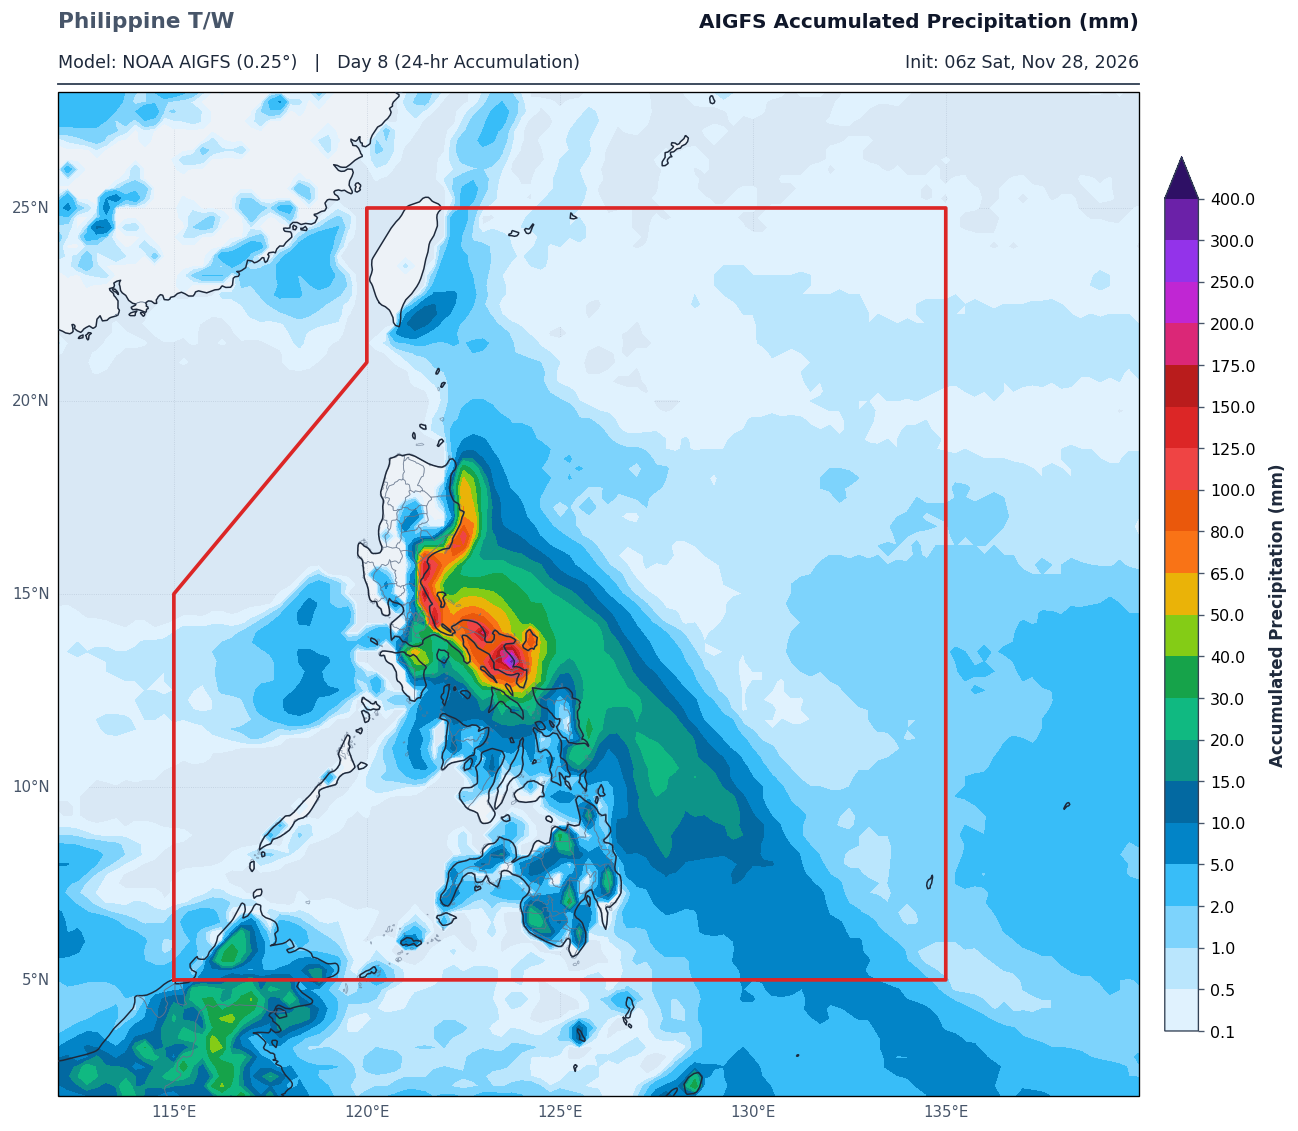 Philippine T/W
AIGFS Accumulated Precipitation (mm)
Model: NOAA AIGFS (0.25°) | Day 8 (24-hr Accumulation)
Init: 06z Sat, Nov 28, 2026
25°N
20°N
15°N
10°N
5°N
115°E
120°E
125°E
130°E
135°E
400.0
300.0
250.0
200.0
175.0
150.0
125.0
100.0
80.0
65.0
50.0
40.0
30.0
20.0
15.0
10.0
5.0
2.0
1.0
0.5
0.1
Accumulated Precipitation (mm)